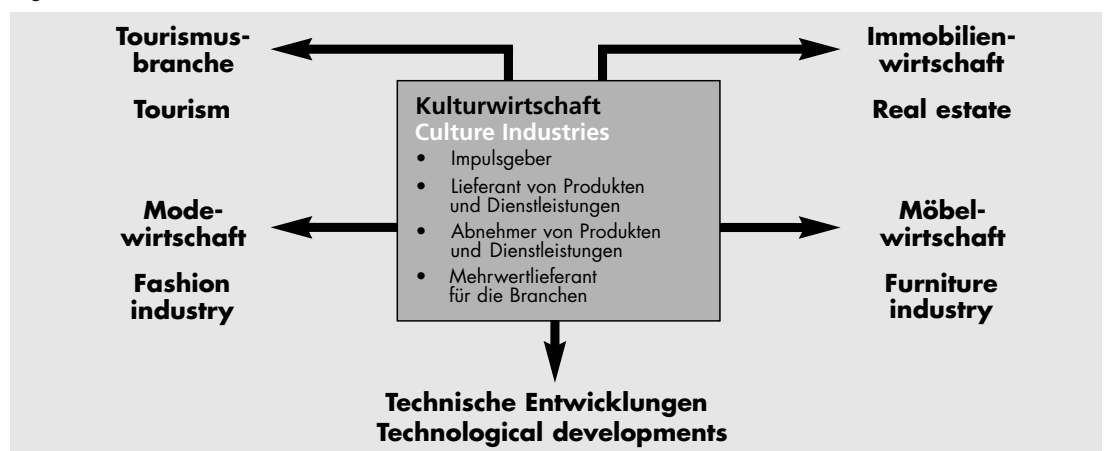 Tourismus-
branche
Tourism
Immobilien-
wirtschaft
Real estate
Kulturwirtschaft
Culture Industries
• Impulsgeber
• Lieferant von Produkten
und Dienstleistungen
• Abnehmer von Produkten
und Dienstleistungen
• Mehrwertlieferant
für die Branchen
Mode-
wirtschaft
Fashion
industry
Möbel-
wirtschaft
Furniture
industry
Technische Entwicklungen
Technological developments